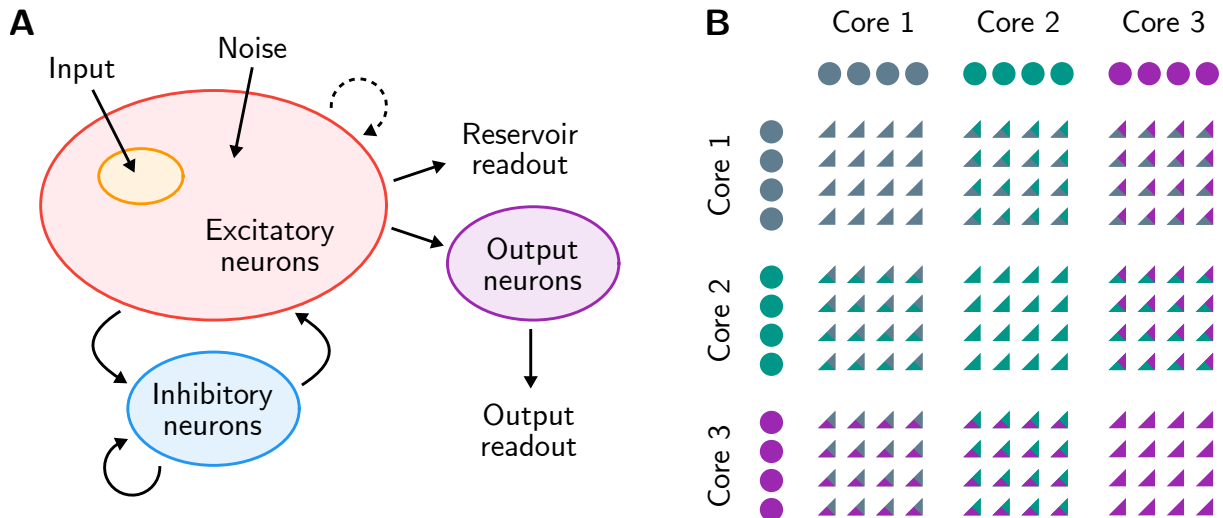 A
Input
Noise
Reservoir
readout
Excitatory
neurons
Output
neurons
Inhibitory
neurons
Output
readout
B
Core 1
Core 2
Core 3
Core 1
Core 2
Core 3